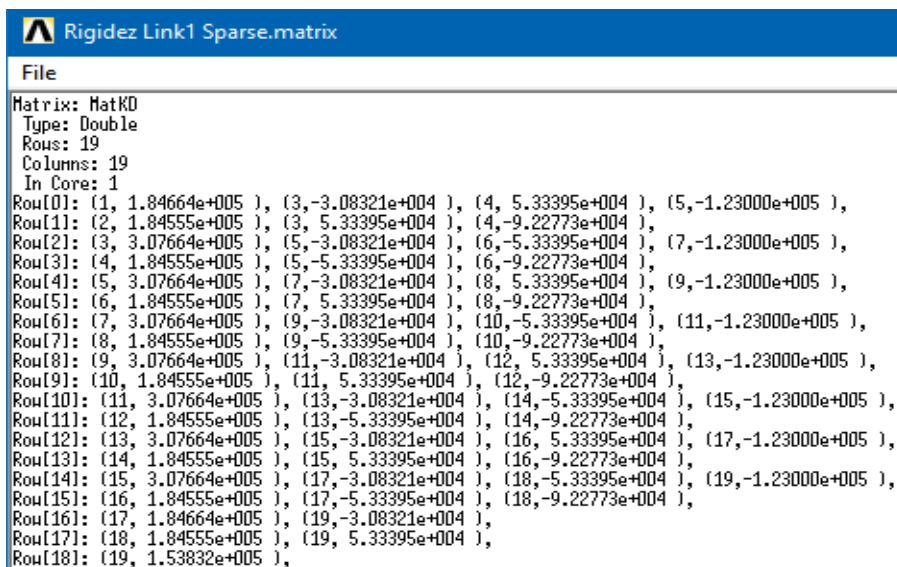 Rigidez Link1 Sparse.matrix
File
Matrix: MatKD
Type: Double
Rows: 19
Columns: 19
In Core: 1
Row[0]: (1, 1.84664e+005 ), (3,-3.08321e+004 ), (4, 5.33395e+004 ), (5,-1.23000e+005 ),
Row[1]: (2, 1.84555e+005 ), (3, 5.33395e+004 ), (4,-9.22773e+004 ),
Row[2]: (3, 3.07664e+005 ), (5,-3.08321e+004 ), (6,-5.33395e+004 ), (7,-1.23000e+005 ),
Row[3]: (4, 1.84555e+005 ), (5,-5.33395e+004 ), (6,-9.22773e+004 ),
Row[4]: (5, 3.07664e+005 ), (7,-3.08321e+004 ), (8, 5.33395e+004 ), (9,-1.23000e+005 ),
Row[5]: (6, 1.84555e+005 ), (7, 5.33395e+004 ), (8,-9.22773e+004 ),
Row[6]: (7, 3.07664e+005 ), (9,-3.08321e+004 ), (10,-5.33395e+004 ), (11,-1.23000e+005 ),
Row[7]: (8, 1.84555e+005 ), (9,-5.33395e+004 ), (10,-9.22773e+004 ),
Row[8]: (9, 3.07664e+005 ), (11,-3.08321e+004 ), (12, 5.33395e+004 ), (13,-1.23000e+005 ),
Row[9]: (10, 1.84555e+005 ), (11, 5.33395e+004 ), (12,-9.22773e+004 ),
Row[10]: (11, 3.07664e+005 ), (13,-3.08321e+004 ), (14,-5.33395e+004 ), (15,-1.23000e+005 ),
Row[11]: (12, 1.84555e+005 ), (13,-5.33395e+004 ), (14,-9.22773e+004 ),
Row[12]: (13, 3.07664e+005 ), (15,-3.08321e+004 ), (16, 5.33395e+004 ), (17,-1.23000e+005 ),
Row[13]: (14, 1.84555e+005 ), (15, 5.33395e+004 ), (16,-9.22773e+004 ),
Row[14]: (15, 3.07664e+005 ), (17,-3.08321e+004 ), (18,-5.33395e+004 ), (19,-1.23000e+005 ),
Row[15]: (16, 1.84555e+005 ), (17,-5.33395e+004 ), (18,-9.22773e+004 ),
Row[16]: (17, 1.84664e+005 ), (19,-3.08321e+004 ),
Row[17]: (18, 1.84555e+005 ), (19, 5.33395e+004 ),
Row[18]: (19, 1.53832e+005 ),